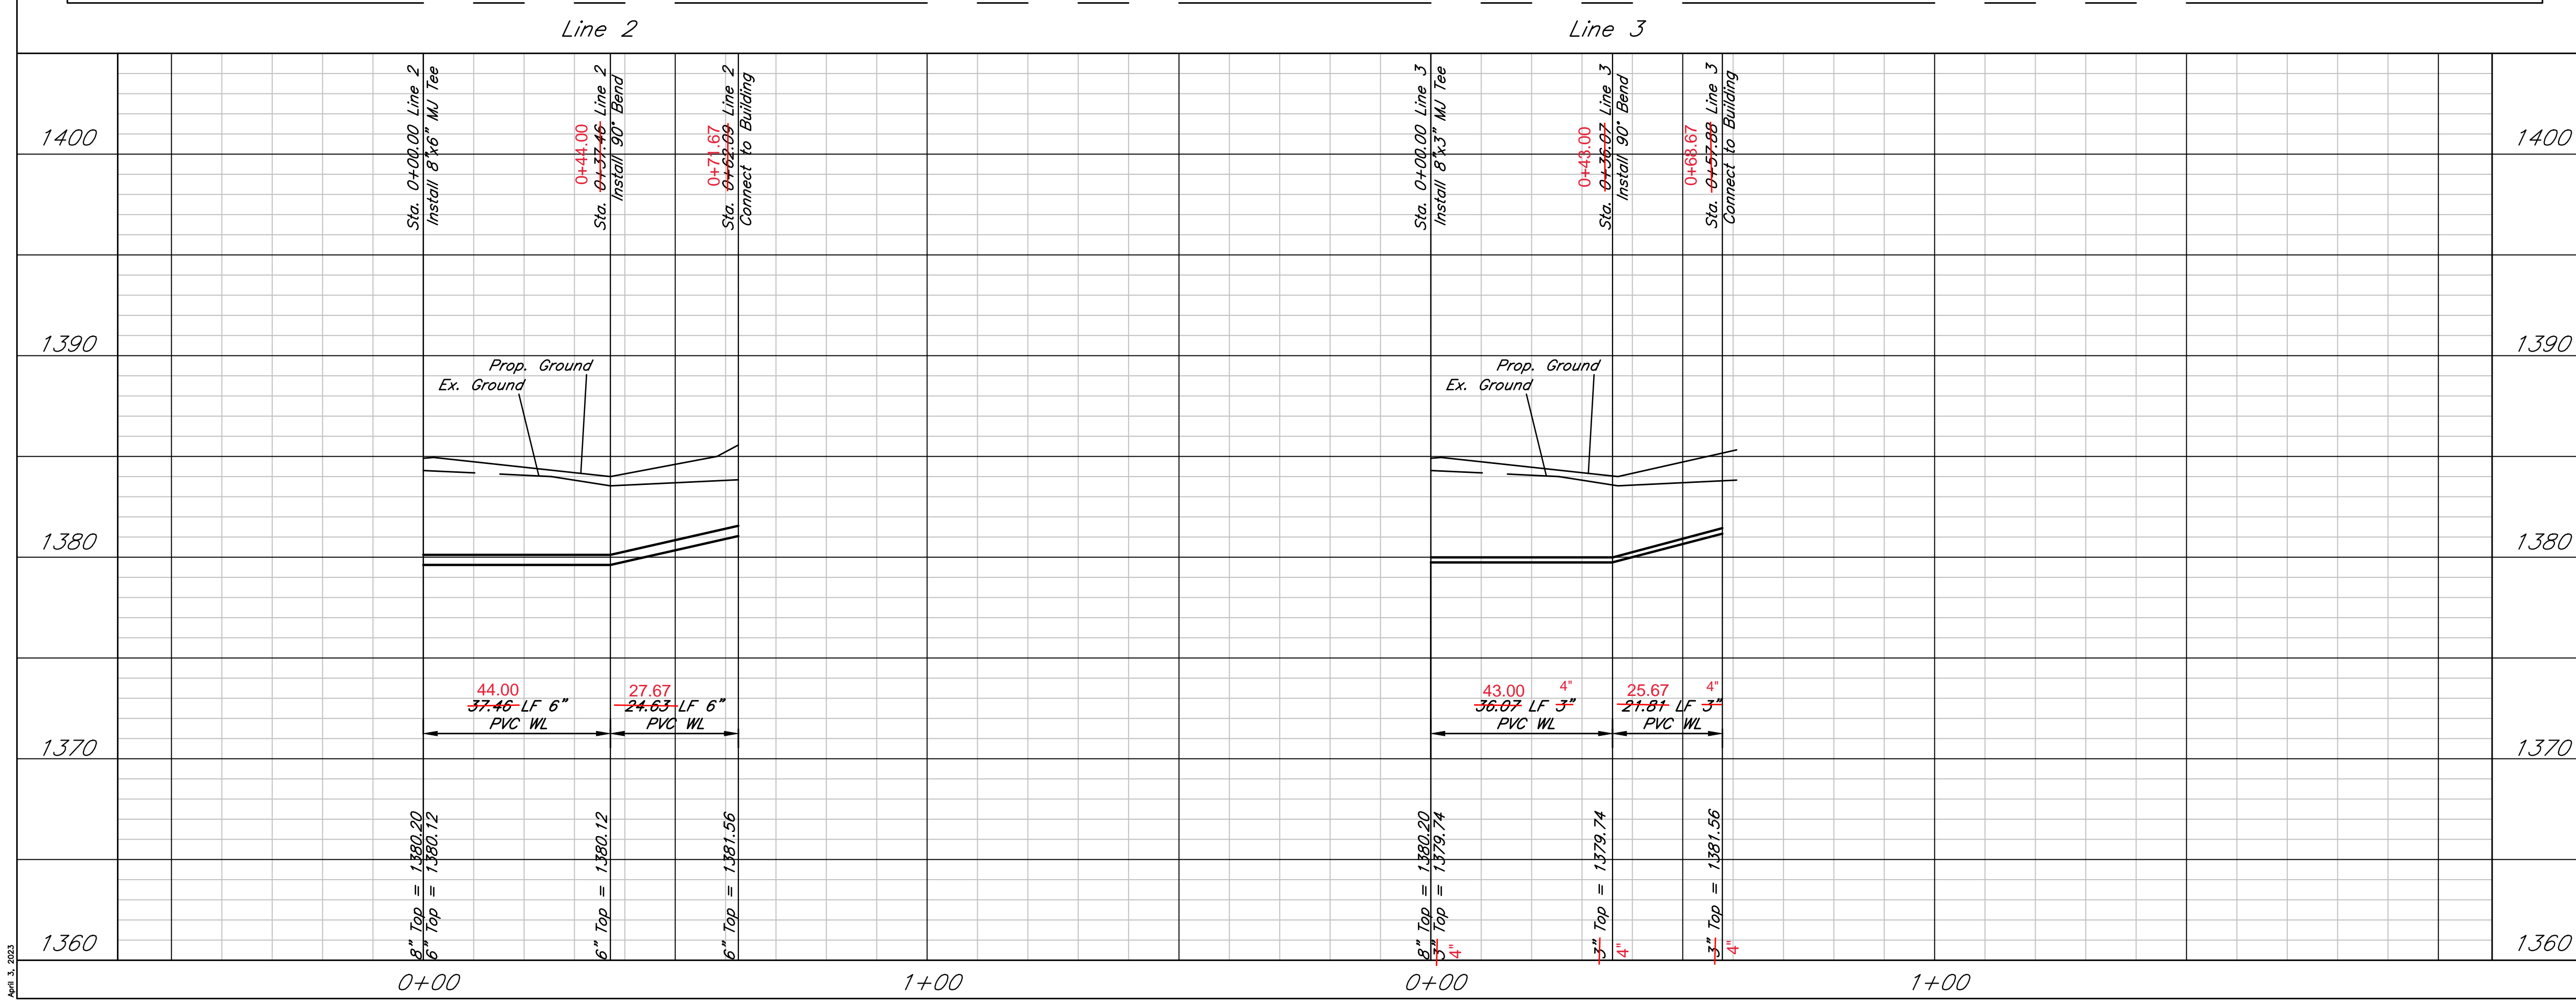 Line 2
Line 3
Sta. 0+00.00 Line 2
Install 8"x6" MJ Tee
0+44.00
Sta. 0+37.46 Line 2
Install 90° Bend
0+71.67
Sta. 0+62.09 Line 2
Connect to Building
Sta. 0+00.00 Line 3
Install 8"x3" MJ Tee
0+43.00
Sta. 0+36.07 Line 3
Install 90° Bend
0+68.67
Sta. 0+57.88 Line 3
Connect to Building
1400
1400
1390
1390
Prop. Ground
Ex. Ground
Prop. Ground
Ex. Ground
1380
1380
44.00
37.46 LF 6"
PVC WL
27.67
24.63 LF 6"
PVC WL
43.00 4"
36.07 LF 3"
PVC WL
25.67 4"
21.81 LF 3"
PVC WL
1370
1370
8" Top = 1380.20
6" Top = 1380.12
6" Top = 1380.12
6" Top = 1381.56
8" Top = 1380.20
3" Top = 1379.74
4"
3" Top = 1379.74
4"
3" Top = 1381.56
4"
1360
1360
0+00
1+00
0+00
1+00
April 3, 2023